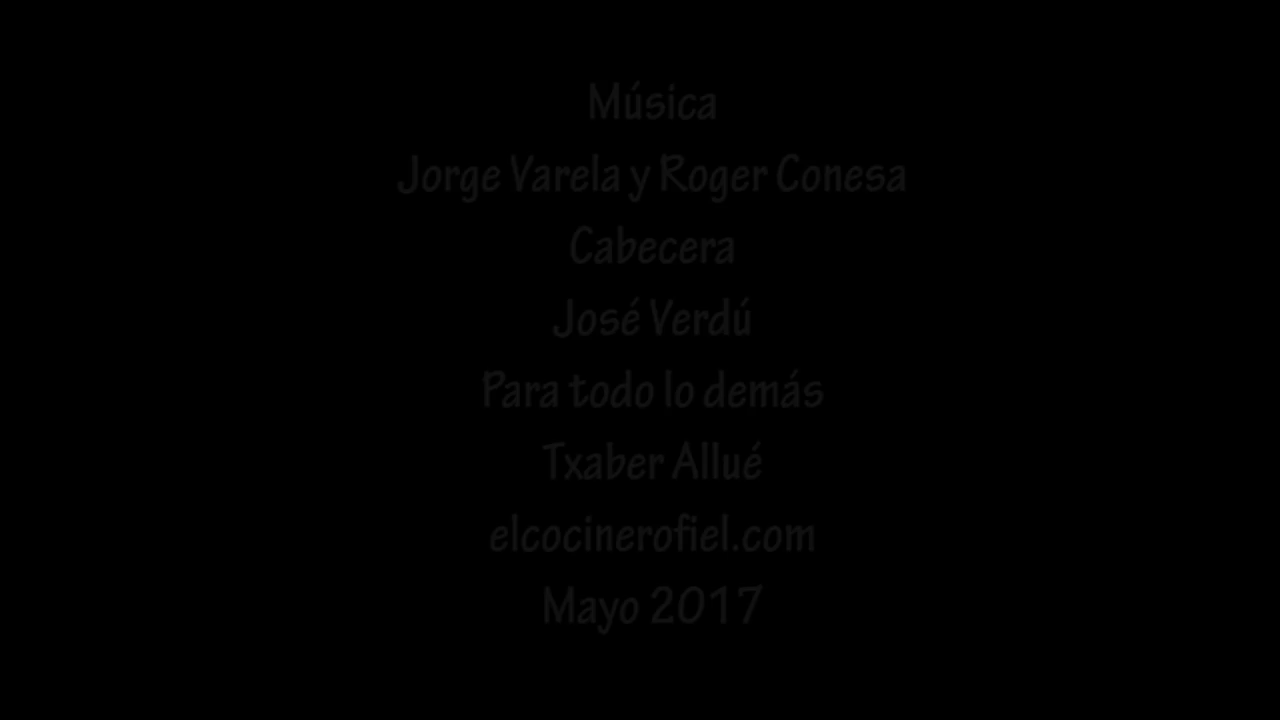 Música
Jorge Varela y Roger Conesa
Cabecera
José Verdú
Para todo lo demás
Txaber Allué
elcocinerofiel.com
Mayo 2017